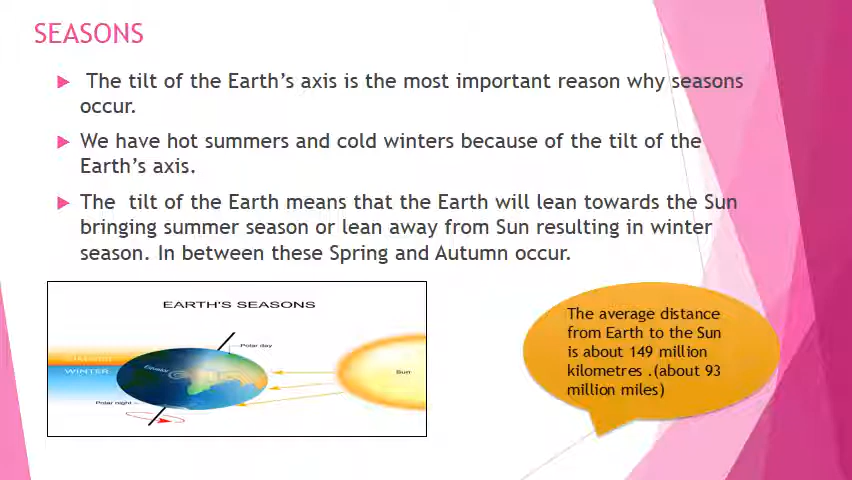 SEASONS
The tilt of the Earth’s axis is the most important reason why seasons
occur.
We have hot summers and cold winters because of the tilt of the
Earth’s axis.
The tilt of the Earth means that the Earth will lean towards the Sun
bringing summer season or lean away from Sun resulting in winter
season. In between these Spring and Autumn occur.
EARTH'S SEASONS
Polar day
SUMMER
WINTER
Equator
Sun
Polar night
The average distance
from Earth to the Sun
is about 149 million
kilometres .(about 93
million miles)